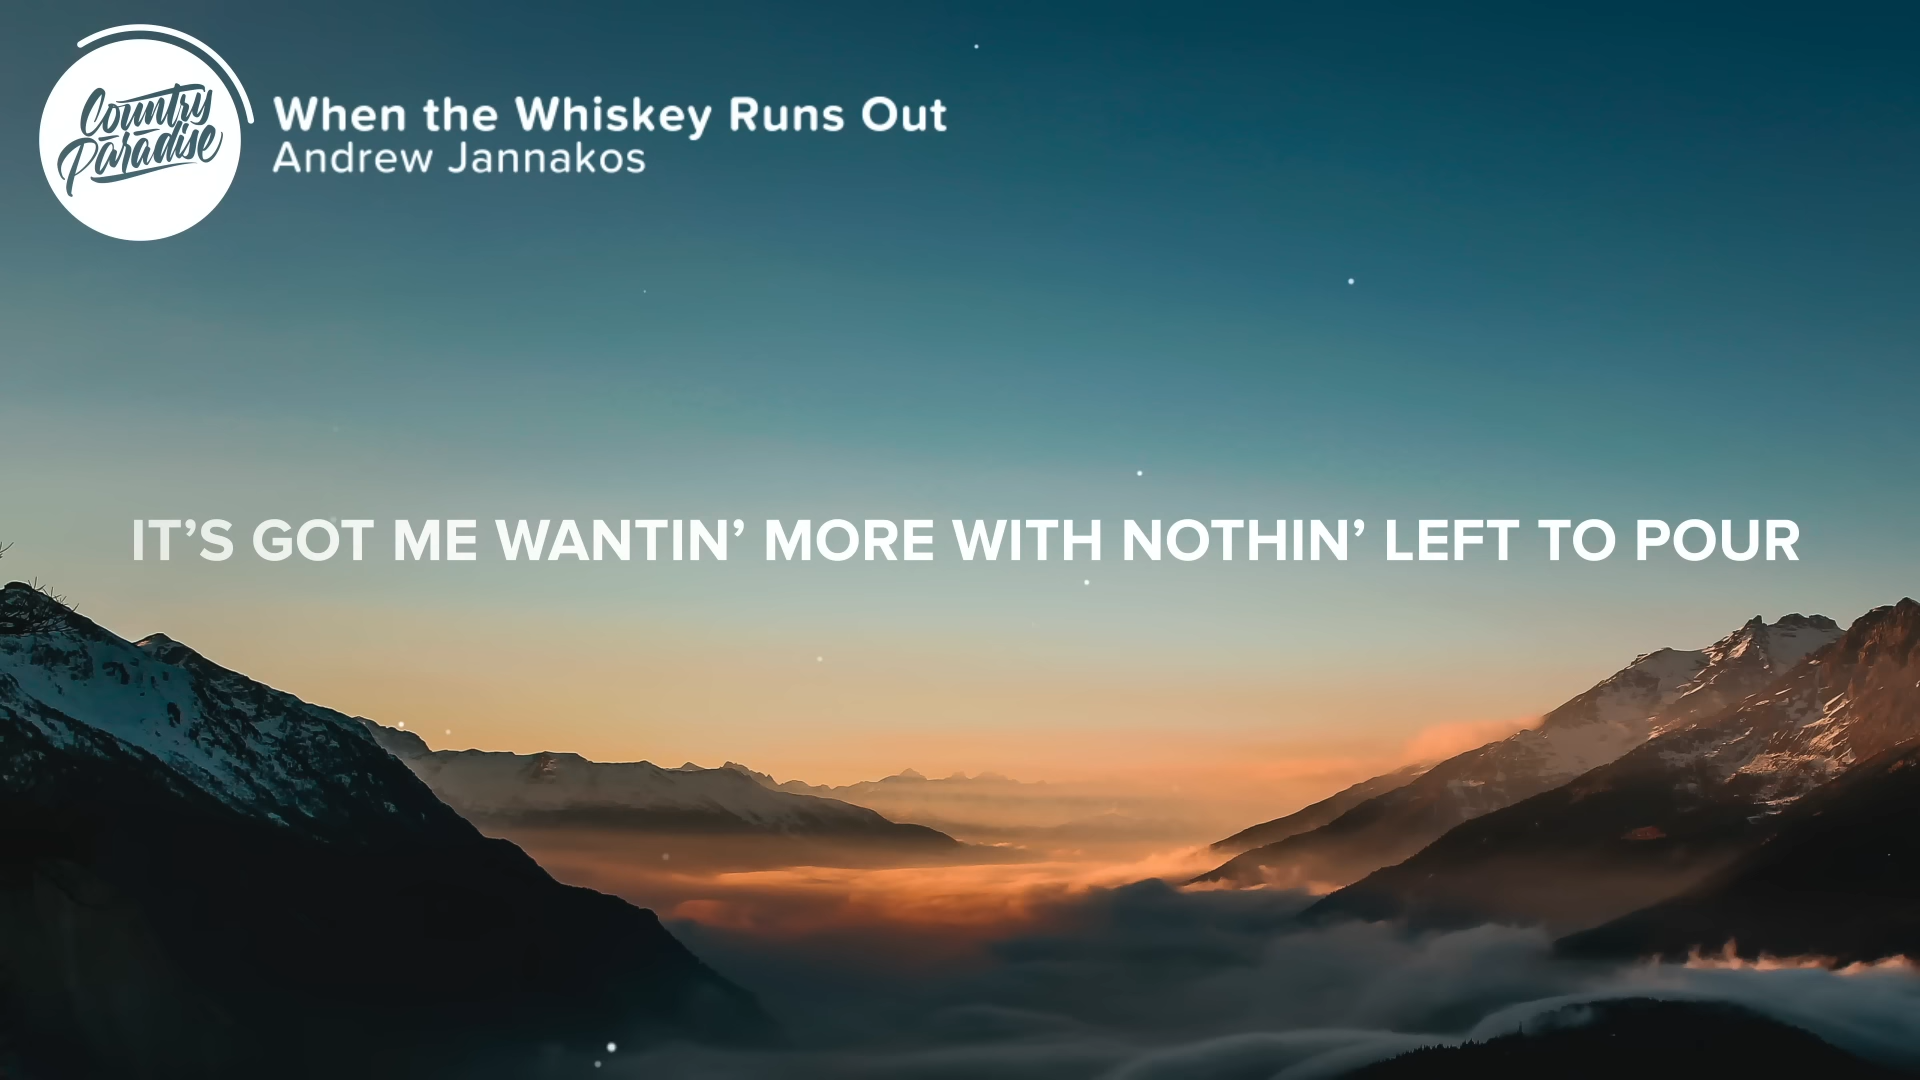 Country
Paradise
When the Whiskey Runs Out
Andrew Jannakos
IT’S GOT ME WANTIN’ MORE WITH NOTHIN’ LEFT TO POUR